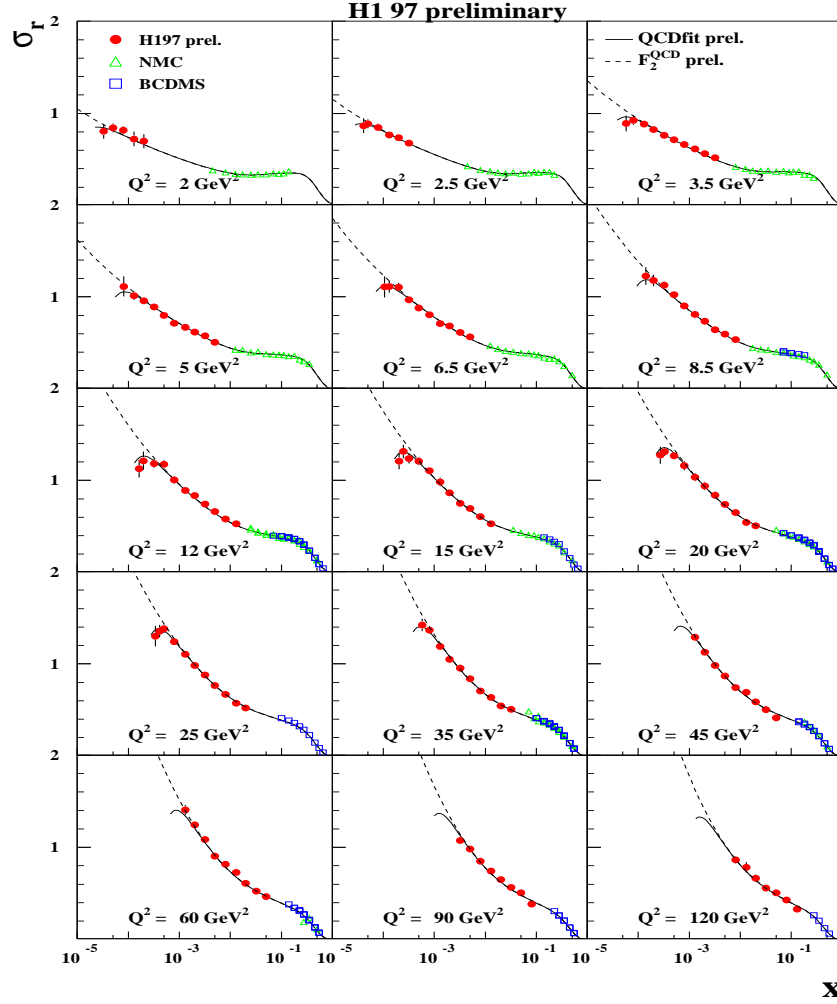 H1 97 preliminary
σr
2
H197 prel.
NMC
BCDMS
QCDfit prel.
F2^QCD prel.
1
Q² = 2 GeV²
Q² = 2.5 GeV²
Q² = 3.5 GeV²
2
1
Q² = 5 GeV²
Q² = 6.5 GeV²
Q² = 8.5 GeV²
2
1
Q² = 12 GeV²
Q² = 15 GeV²
Q² = 20 GeV²
2
1
Q² = 25 GeV²
Q² = 35 GeV²
Q² = 45 GeV²
2
1
Q² = 60 GeV²
Q² = 90 GeV²
Q² = 120 GeV²
10⁻⁵ 10⁻³ 10⁻¹ 10⁻⁵ 10⁻³ 10⁻¹ 10⁻⁵ 10⁻³ 10⁻¹
x